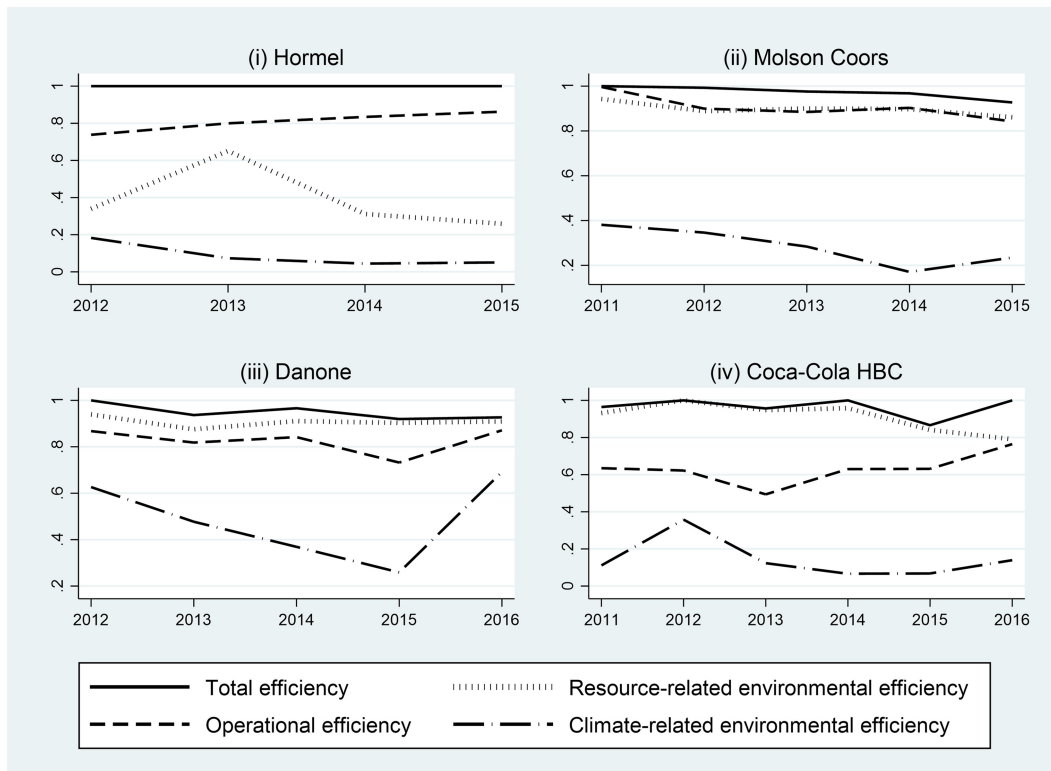 (i) Hormel
1
.8
.6
.4
.2
0
2012 2013 2014 2015
(ii) Molson Coors
1
.8
.6
.4
.2
2011 2012 2013 2014 2015
(iii) Danone
1
.8
.6
.4
.2
2012 2013 2014 2015 2016
(iv) Coca-Cola HBC
1
.8
.6
.4
.2
0
2011 2012 2013 2014 2015 2016
Total efficiency Resource-related environmental efficiency
Operational efficiency Climate-related environmental efficiency